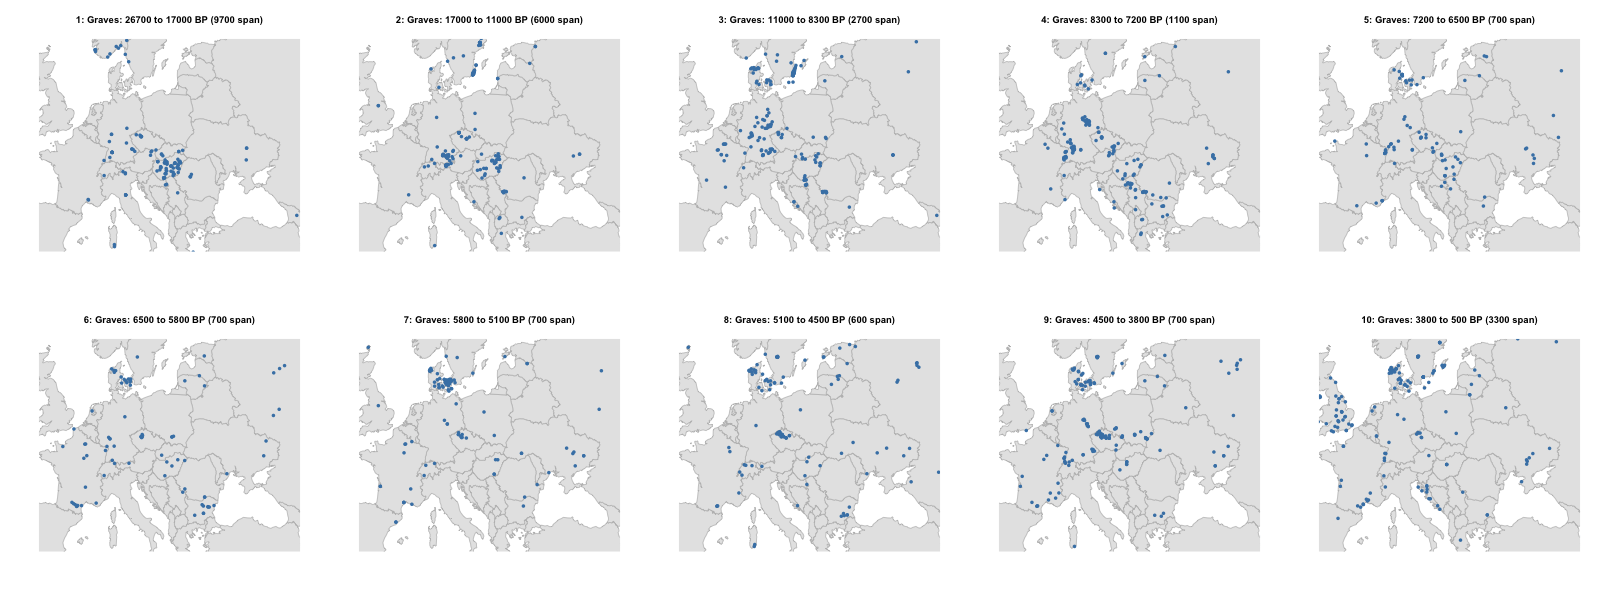 1: Graves: 26700 to 17000 BP (9700 span)
2: Graves: 17000 to 11000 BP (6000 span)
3: Graves: 11000 to 8300 BP (2700 span)
4: Graves: 8300 to 7200 BP (1100 span)
5: Graves: 7200 to 6500 BP (700 span)
6: Graves: 6500 to 5800 BP (700 span)
7: Graves: 5800 to 5100 BP (700 span)
8: Graves: 5100 to 4500 BP (600 span)
9: Graves: 4500 to 3800 BP (700 span)
10: Graves: 3800 to 500 BP (3300 span)